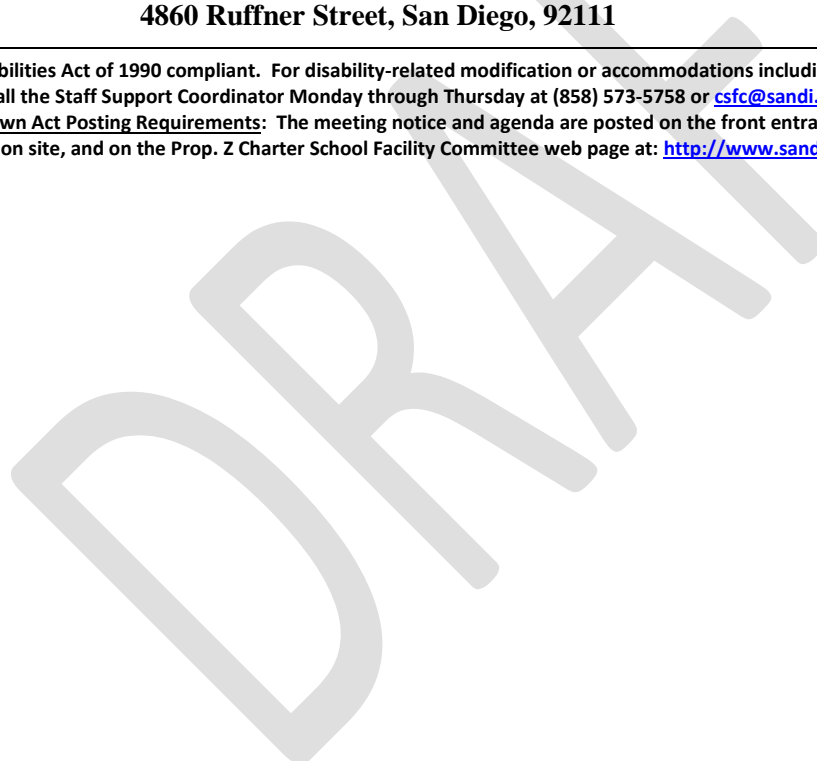 4860 Ruffner Street, San Diego, 92111
bilities Act of 1990 compliant.  For disability-related modification or accommodations includi
all the Staff Support Coordinator Monday through Thursday at (858) 573-5758 or csfc@sandi.
wn Act Posting Requirements:  The meeting notice and agenda are posted on the front entra
on site, and on the Prop. Z Charter School Facility Committee web page at: http://www.sand
DRAF